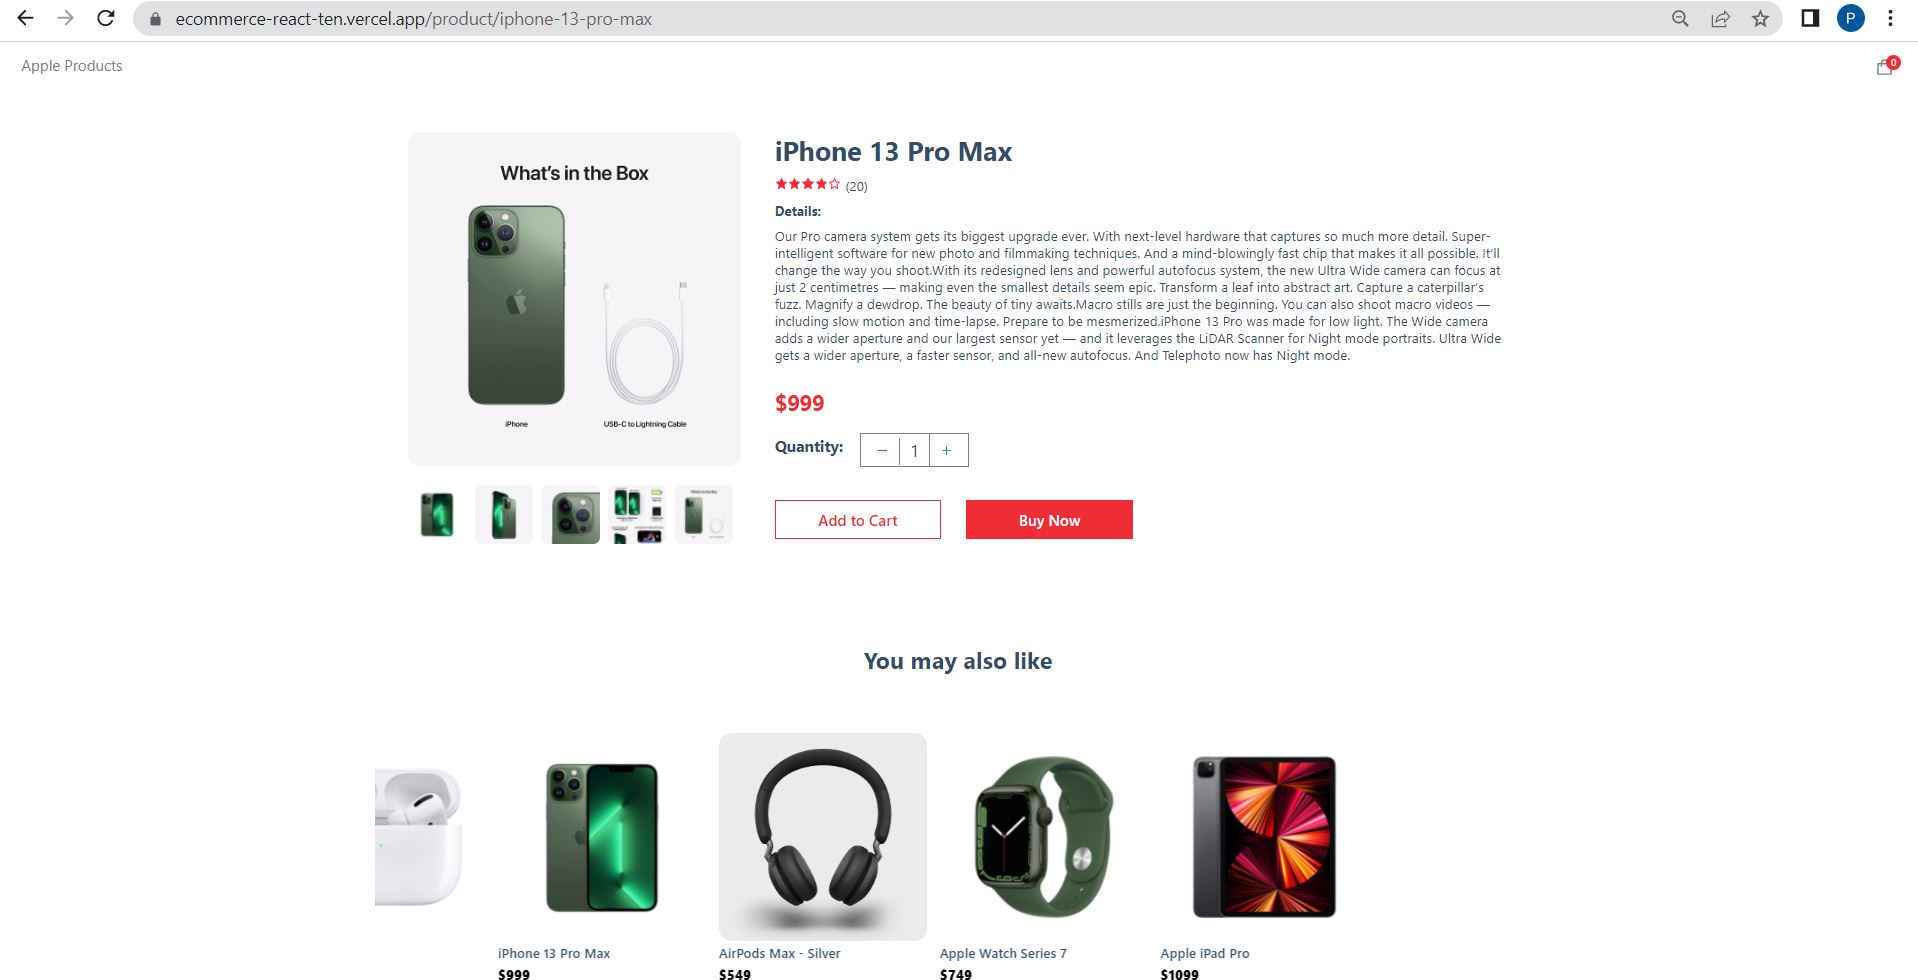 ecommerce-react-ten.vercel.app/product/iphone-13-pro-max
P
Apple Products
0
What's in the Box
iPhone
USB-C to Lightning Cable
iPhone 13 Pro Max
(20)
Details:
Our Pro camera system gets its biggest upgrade ever. With next-level hardware that captures so much more detail. Super-
intelligent software for new photo and filmmaking techniques. And a mind-blowingly fast chip that makes it all possible. It'll
change the way you shoot.With its redesigned lens and powerful autofocus system, the new Ultra Wide camera can focus at
just 2 centimetres — making even the smallest details seem epic. Transform a leaf into abstract art. Capture a caterpillar's
fuzz. Magnify a dewdrop. The beauty of tiny awaits.Macro stills are just the beginning. You can also shoot macro videos —
including slow motion and time-lapse. Prepare to be mesmerized.iPhone 13 Pro was made for low light. The Wide camera
adds a wider aperture and our largest sensor yet — and it leverages the LiDAR Scanner for Night mode portraits. Ultra Wide
gets a wider aperture, a faster sensor, and all-new autofocus. And Telephoto now has Night mode.
$999
Quantity: − 1 +
Add to Cart
Buy Now
You may also like
iPhone 13 Pro Max
$999
AirPods Max - Silver
$549
Apple Watch Series 7
$749
Apple iPad Pro
$1099